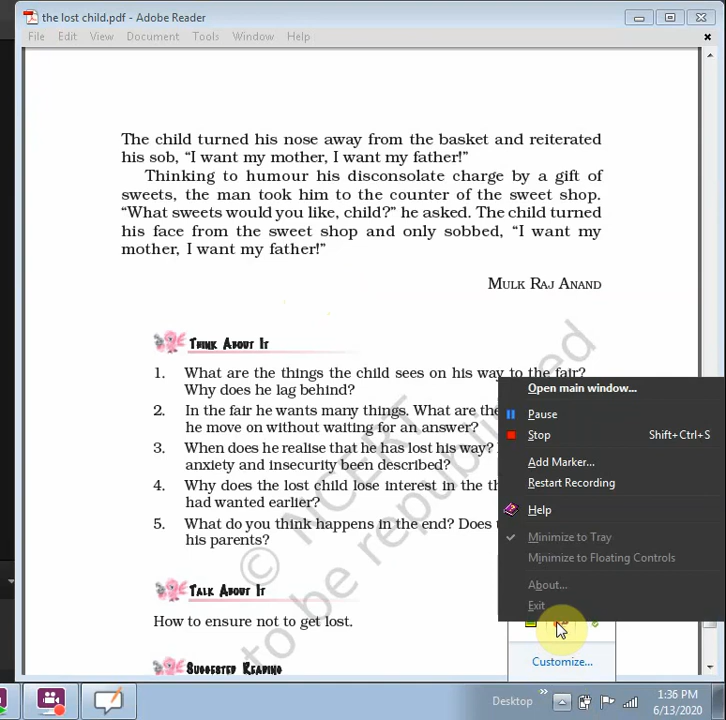 the lost child.pdf - Adobe Reader
File Edit View Document Tools Window Help
The child turned his nose away from the basket and reiterated
his sob, “I want my mother, I want my father!”
Thinking to humour his disconsolate charge by a gift of
sweets, the man took him to the counter of the sweet shop.
“What sweets would you like, child?” he asked. The child turned
his face from the sweet shop and only sobbed, “I want my
mother, I want my father!”
MULK RAJ ANAND
THINK ABOUT IT
1. What are the things the child sees on his way to the fair?
Why does he lag behind?
2. In the fair he wants many things. What are the
he move on without waiting for an answer?
3. When does he realise that he has lost his way?
anxiety and insecurity been described?
4. Why does the lost child lose interest in the th
had wanted earlier?
5. What do you think happens in the end? Does
his parents?
TALK ABOUT IT
How to ensure not to get lost.
SUGGESTED READING
© NCERT
to be republished
Open main window...
Pause
Stop Shift+Ctrl+S
Add Marker...
Restart Recording
Help
Minimize to Tray
Minimize to Floating Controls
About...
Exit
Customize...
Desktop
1:36 PM
6/13/2020